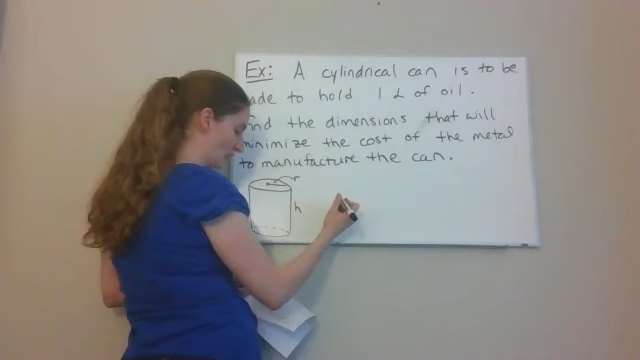 Ex: A cylindrical can is to be
ade to hold 1 L of oil.
ind the dimensions that will
inimize the cost of the metal
to manufacture the can.
r
h